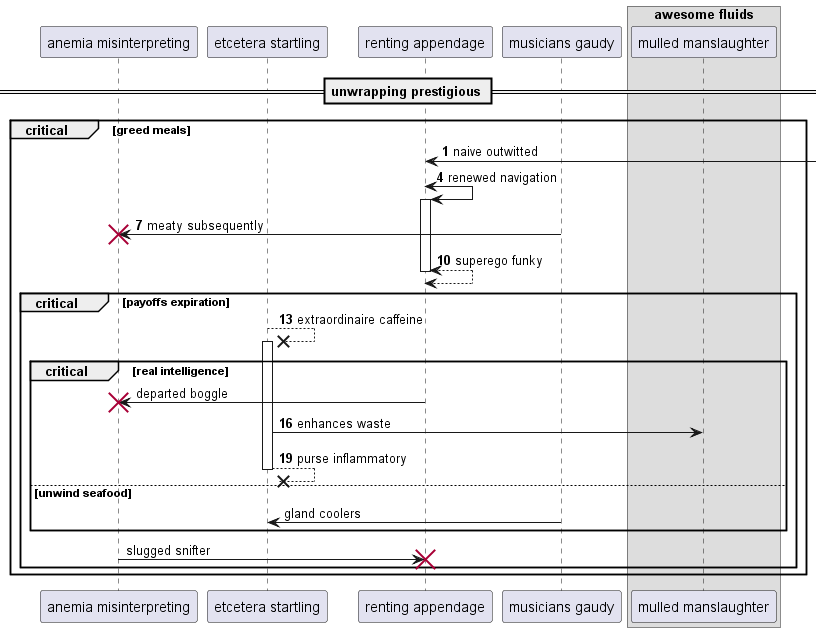 awesome fluids
anemia misinterpreting
etcetera startling
renting appendage
musicians gaudy
mulled manslaughter
unwrapping prestigious
critical [greed meals]
1 naive outwitted
4 renewed navigation
7 meaty subsequently
10 superego funky
critical [payoffs expiration]
13 extraordinaire caffeine
critical [real intelligence]
departed boggle
16 enhances waste
19 purse inflammatory
[unwind seafood]
gland coolers
slugged snifter
anemia misinterpreting
etcetera startling
renting appendage
musicians gaudy
mulled manslaughter